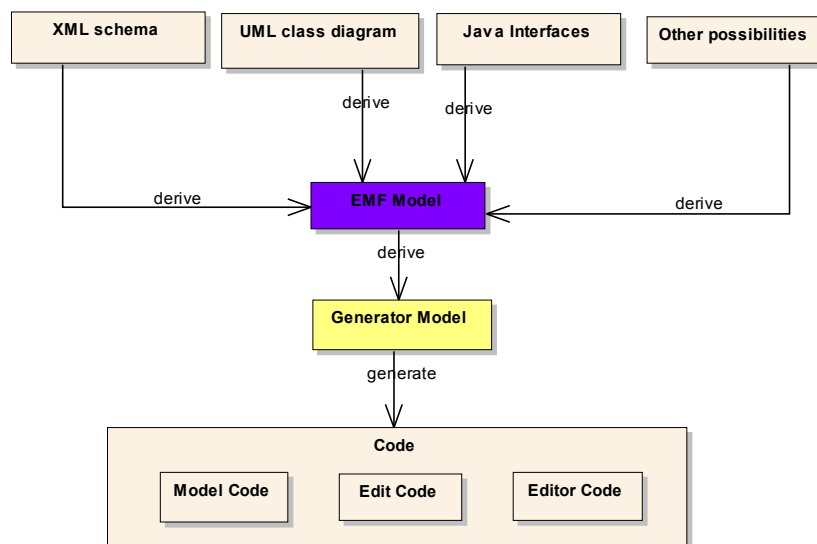 XML schema
UML class diagram
Java Interfaces
Other possibilities
derive
derive
derive
derive
EMF Model
derive
Generator Model
generate
Code
Model Code
Edit Code
Editor Code